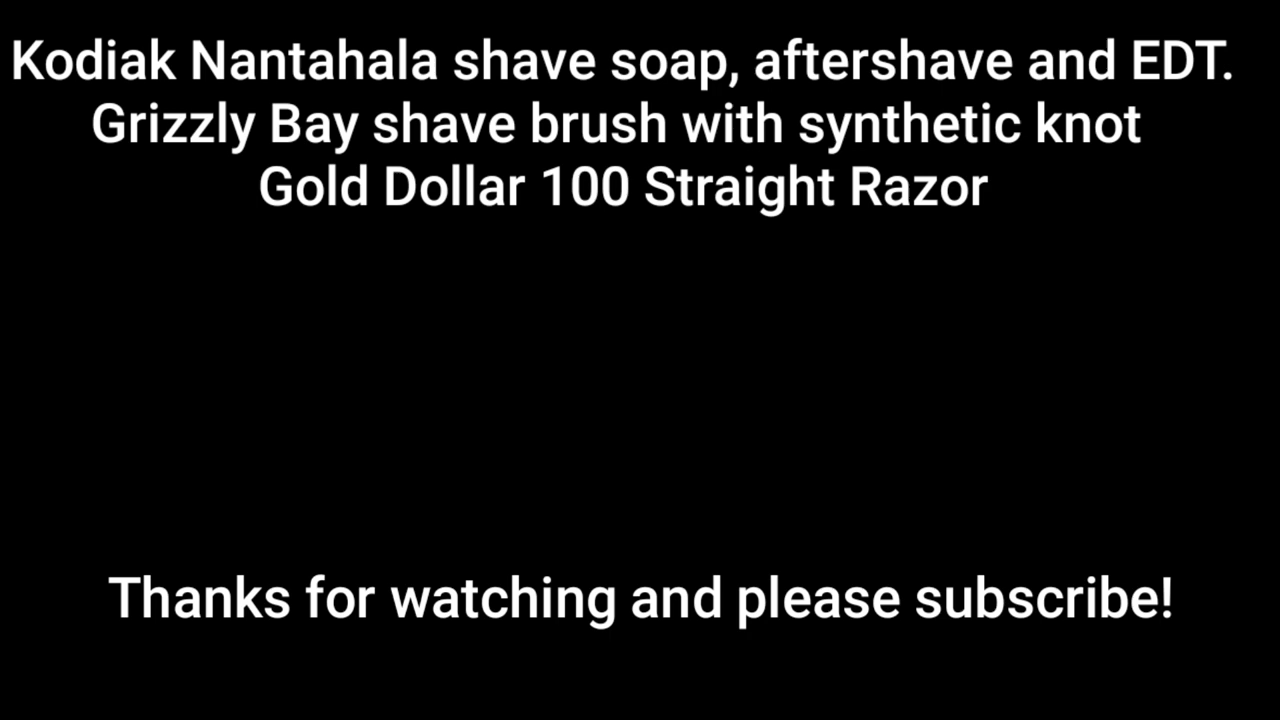 Kodiak Nantahala shave soap, aftershave and EDT.
Grizzly Bay shave brush with synthetic knot
Gold Dollar 100 Straight Razor
Thanks for watching and please subscribe!